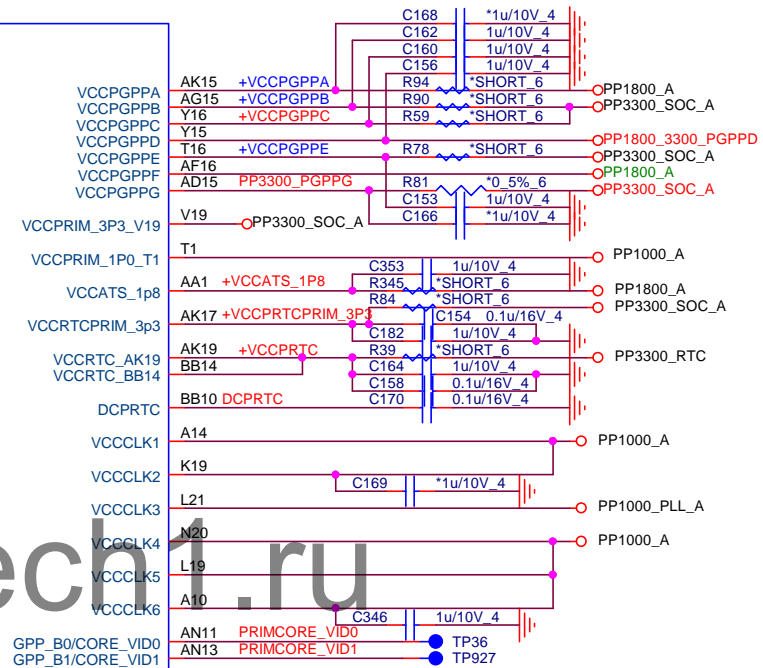 C168 *1u/10V_4
C162 1u/10V_4
C160 1u/10V_4
C156 1u/10V_4
VCCPGPPA AK15 +VCCPGPPA R94 *SHORT_6 PP1800_A
VCCPGPPB AG15 +VCCPGPPB R90 *SHORT_6 PP3300_SOC_A
VCCPGPPC Y16 +VCCPGPPC R59 *SHORT_6
VCCPGPPD Y15 PP1800_3300_PGPPD
VCCPGPPE T16 +VCCPGPPE R78 *SHORT_6 PP3300_SOC_A
VCCPGPPF AF16 PP1800_A
VCCPGPPG AD15 PP3300_PGPPG R81 *0_5%_6 PP3300_SOC_A
C153 1u/10V_4
C166 *1u/10V_4
VCCPRIM_3P3_V19 V19 PP3300_SOC_A
VCCPRIM_1P0_T1 T1 PP1000_A
C353 1u/10V_4
VCCATS_1p8 AA1 +VCCATS_1P8 R345 *SHORT_6 PP1800_A
R84 *SHORT_6 PP3300_SOC_A
VCCRTCPRIM_3p3 AK17 +VCCPRTCPRIM_3P3 C154 0.1u/16V_4
C182 1u/10V_4
VCCRTC_AK19 AK19 +VCCPRTC R39 *SHORT_6 PP3300_RTC
VCCRTC_BB14 BB14 C164 1u/10V_4
C158 0.1u/16V_4
DCPRTC BB10 DCPRTC C170 0.1u/16V_4
VCCCLK1 A14 PP1000_A
VCCCLK2 K19
C169 *1u/10V_4
VCCCLK3 L21 PP1000_PLL_A
VCCCLK4 N20 PP1000_A
VCCCLK5 L19
ech1.ru
VCCCLK6 A10
C346 1u/10V_4
GPP_B0/CORE_VID0 AN11 PRIMCORE_VID0 TP36
GPP_B1/CORE_VID1 AN13 PRIMCORE_VID1 TP927